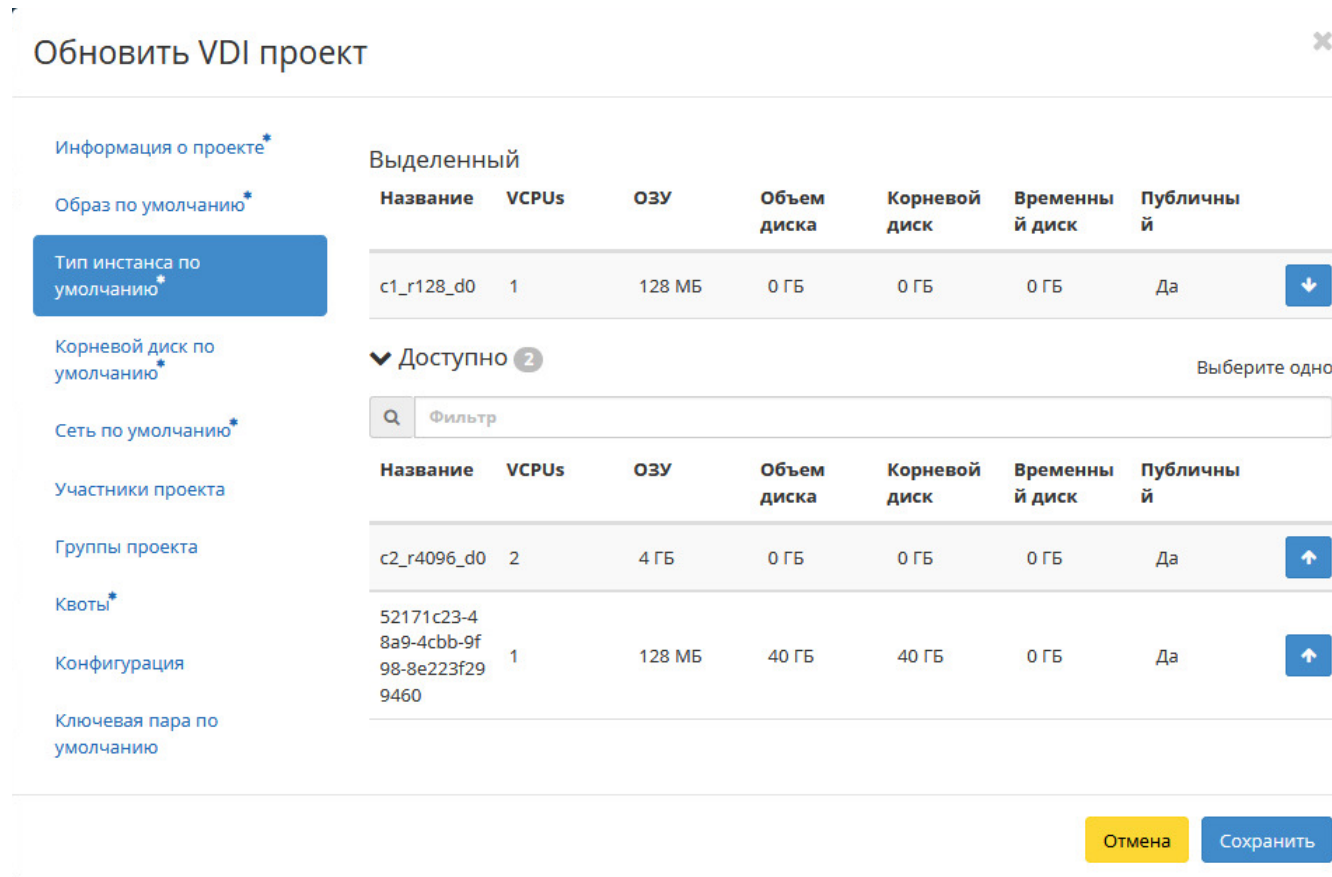 Обновить VDI проект
Информация о проекте*
Образ по умолчанию*
Тип инстанса по
умолчанию*
Корневой диск по
умолчанию*
Сеть по умолчанию*
Участники проекта
Группы проекта
Квоты*
Конфигурация
Ключевая пара по
умолчанию
Выделенный
Название VCPUs ОЗУ Объем Корневой Временны Публичны
диска диск й диск й
c1_r128_d0 1 128 МБ 0 ГБ 0 ГБ 0 ГБ Да
Доступно 2
Выберите одно
Фильтр
Название VCPUs ОЗУ Объем Корневой Временны Публичны
диска диск й диск й
c2_r4096_d0 2 4 ГБ 0 ГБ 0 ГБ 0 ГБ Да
52171c23-4
8a9-4cbb-9f
98-8e223f29
9460
1 128 МБ 40 ГБ 40 ГБ 0 ГБ Да
Отмена Сохранить